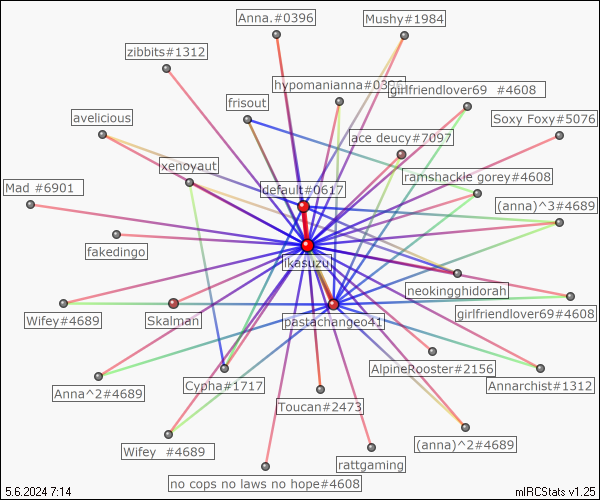 Anna.#0396
Mushy#1984
zibbits#1312
hypomanianna#0396
girlfriendlover69 #4608
frisout
avelicious
Soxy Foxy#5076
ace deucy#7097
xenoyaut
ramshackle gorey#4608
Mad #6901
default#0617
(anna)^3#4689
fakedingo
ikasuzu
neokingghidorah
Wifey#4689
Skalman
pastachangeo41
girlfriendlover69#4608
AlpineRooster#2156
Anna^2#4689
Cypha#1717
Annarchist#1312
Toucan#2473
Wifey #4689
(anna)^2#4689
rattgaming
no cops no laws no hope#4608
5.6.2024 7:14
mIRCStats v1.25